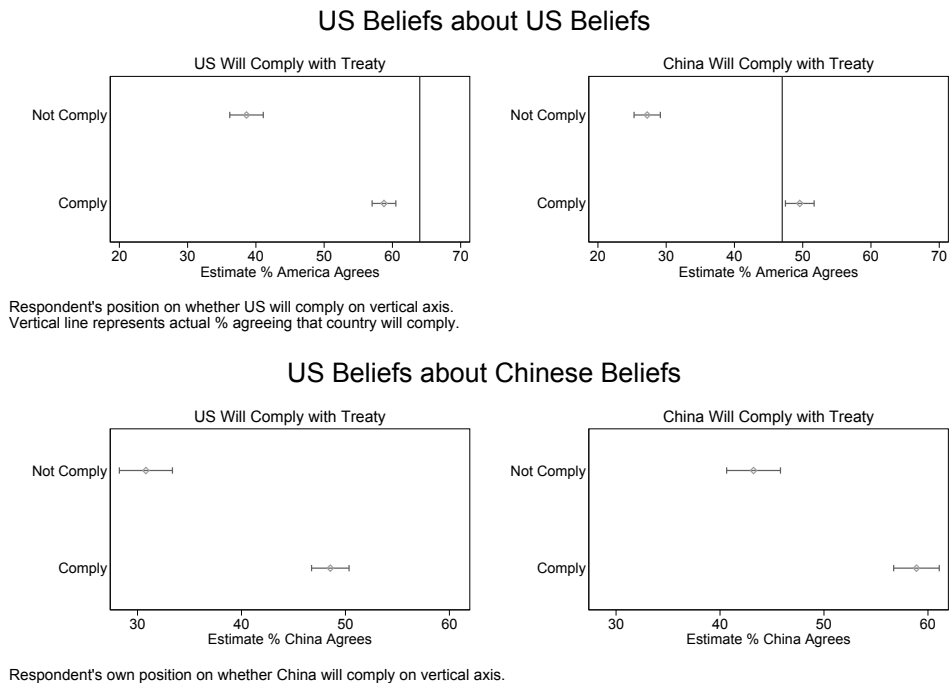 US Beliefs about US Beliefs
US Will Comply with Treaty
Not Comply
Comply
20 30 40 50 60 70
Estimate % America Agrees
China Will Comply with Treaty
Not Comply
Comply
20 30 40 50 60 70
Estimate % America Agrees
Respondent's position on whether US will comply on vertical axis.
Vertical line represents actual % agreeing that country will comply.
US Beliefs about Chinese Beliefs
US Will Comply with Treaty
Not Comply
Comply
30 40 50 60
Estimate % China Agrees
China Will Comply with Treaty
Not Comply
Comply
30 40 50 60
Estimate % China Agrees
Respondent's own position on whether China will comply on vertical axis.